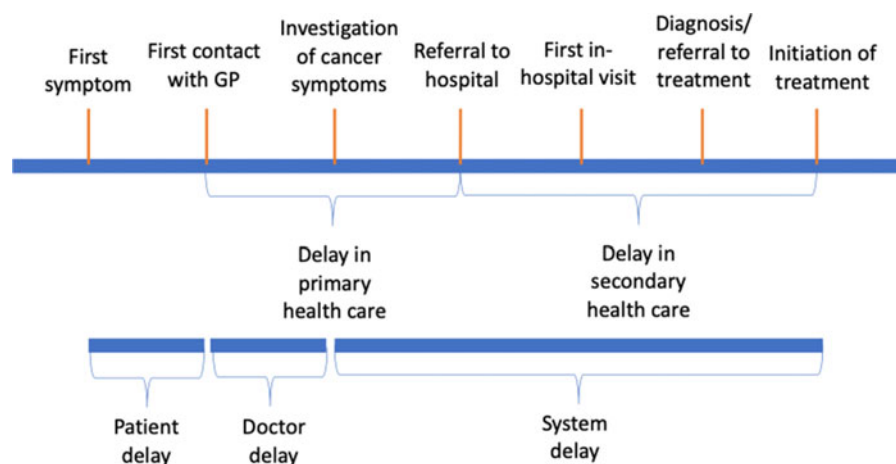 First
symptom
First contact
with GP
Investigation
of cancer
symptoms
Referral to
hospital
First in-
hospital visit
Diagnosis/
referral to
treatment
Initiation of
treatment
Delay in
primary
health care
Delay in
secondary
health care
Patient
delay
Doctor
delay
System
delay